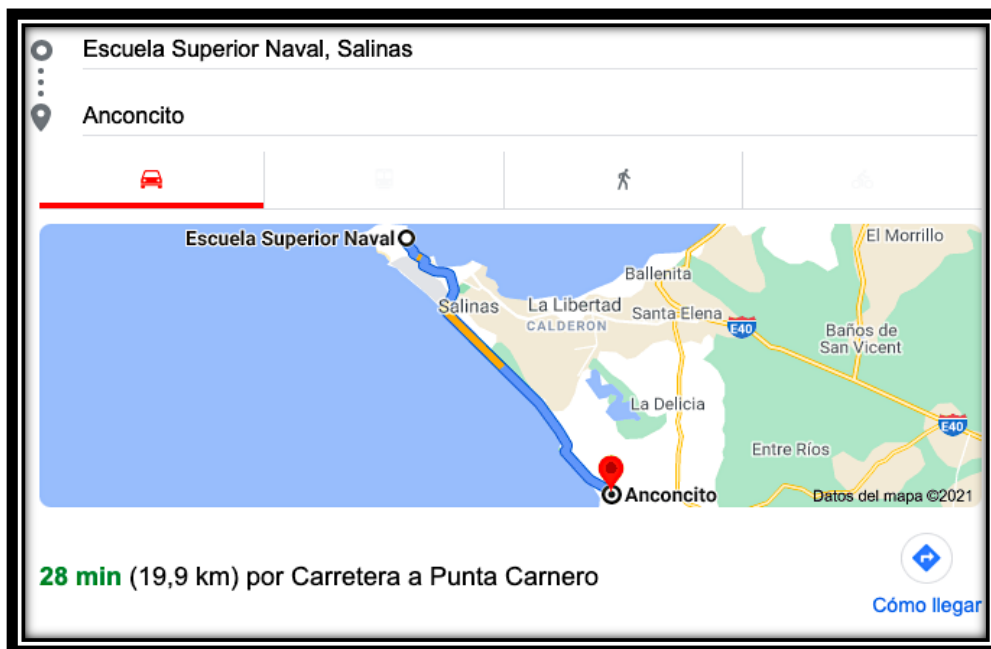 Escuela Superior Naval, Salinas
Anconcito
Escuela Superior Naval
El Morrillo
Ballenita
Salinas
La Libertad
Santa Elena
CALDERON
E40
Baños de
San Vicent
La Delicia
E40
Entre Ríos
Anconcito
Datos del mapa ©2021
28 min (19,9 km) por Carretera a Punta Carnero
Cómo llegar